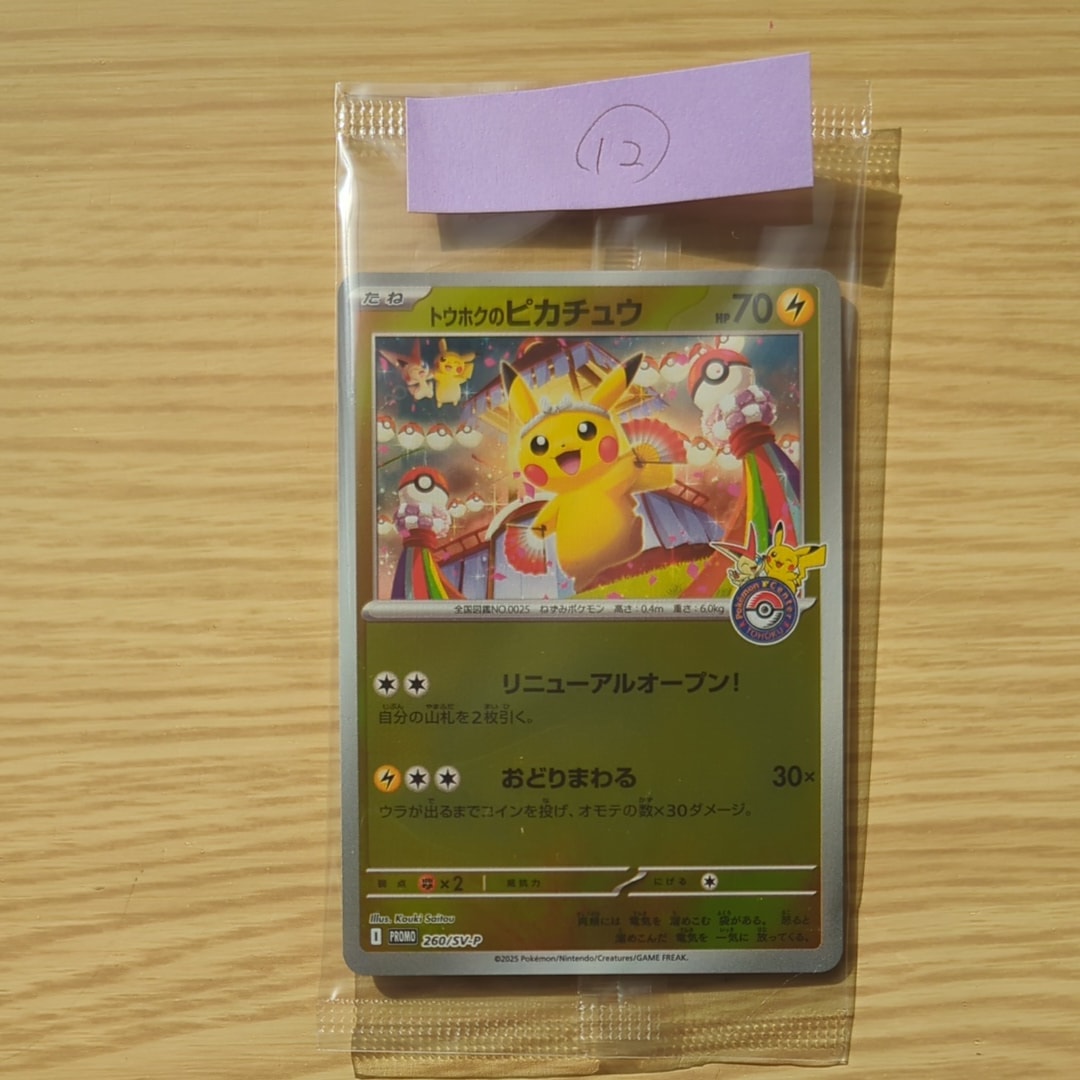 12
たね
トウホクのピカチュウ
HP70
全国図鑑NO.0025 ねずみポケモン 高さ:0.4m 重さ:6.0kg
Pokémon Center
TOHOKU
リニューアルオープン!
自分の山札を2枚引く。
おどりまわる 30×
ウラが出るまでコインを投げ、オモテの数×30ダメージ。
弱点 ×2 抵抗力 にげる
Illus. Kouki Saitou
両頬には 電気を 溜めこむ 袋がある。 怒ると
溜めこんだ 電気を 一気に 放ってくる。
I PROMO 260/SV-P
©2025 Pokémon/Nintendo/Creatures/GAME FREAK.